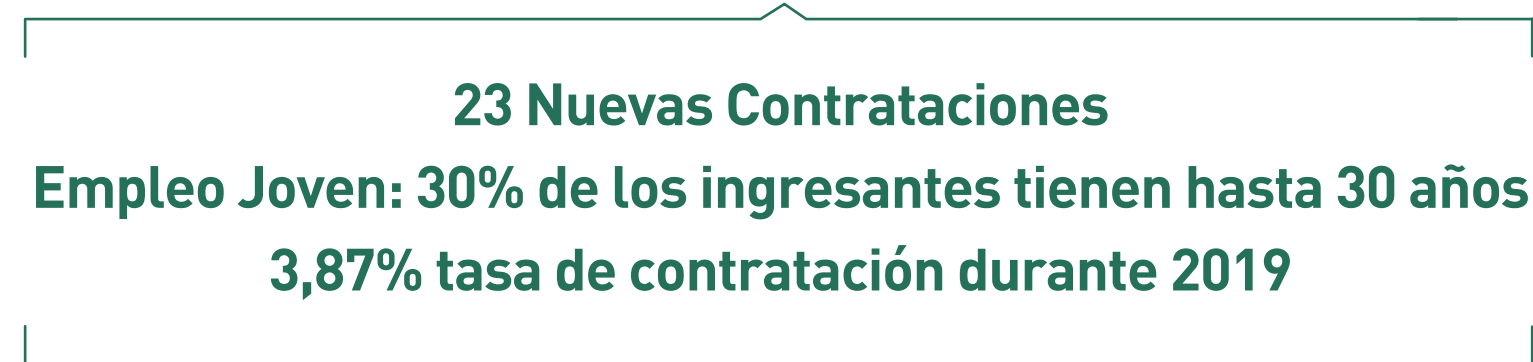 23 Nuevas Contrataciones
Empleo Joven: 30% de los ingresantes tienen hasta 30 años
3,87% tasa de contratación durante 2019